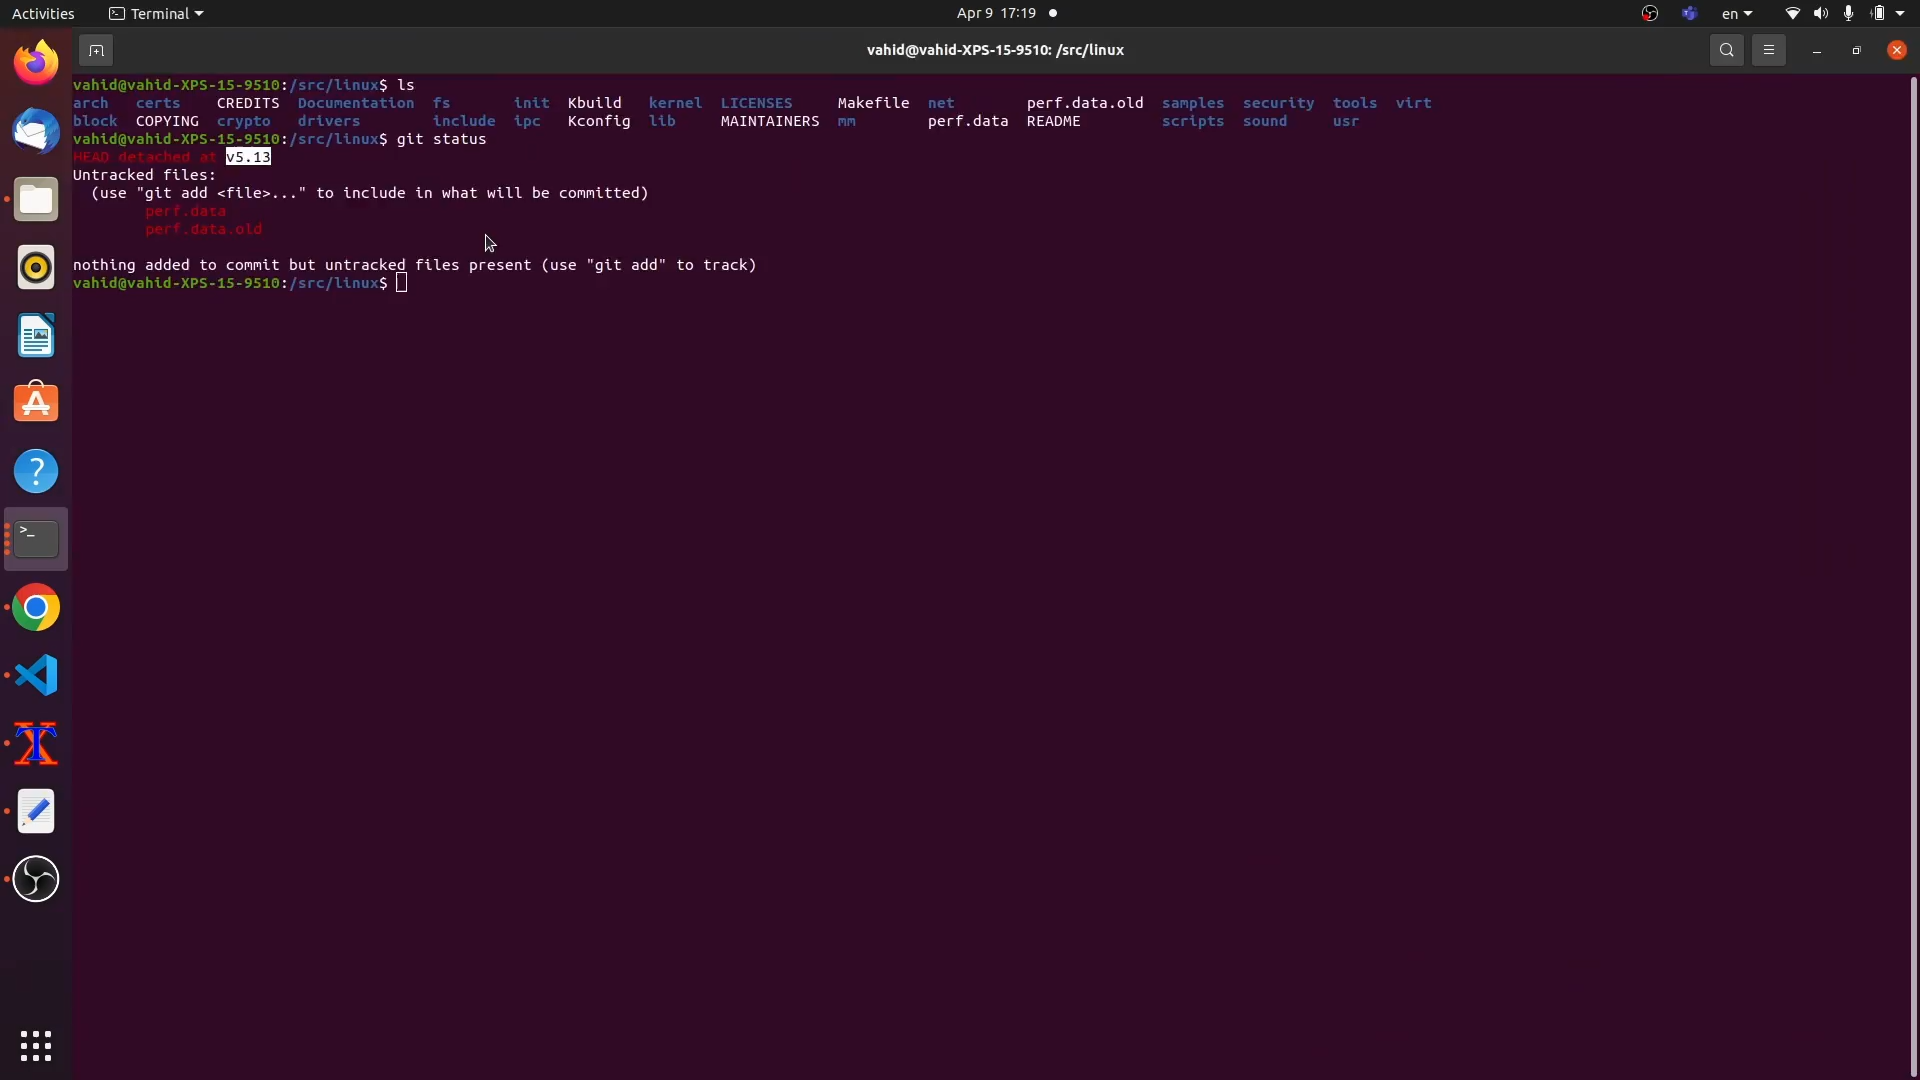 Activities Terminal Apr 9 17:19 en
vahid@vahid-XPS-15-9510: /src/linux
vahid@vahid-XPS-15-9510:/src/linux$ ls
arch certs CREDITS Documentation fs init Kbuild kernel LICENSES Makefile net perf.data.old samples security tools virt
block COPYING crypto drivers include ipc Kconfig lib MAINTAINERS mm perf.data README scripts sound usr
vahid@vahid-XPS-15-9510:/src/linux$ git status
HEAD detached at v5.13
Untracked files:
(use "git add <file>..." to include in what will be committed)
perf.data
perf.data.old
nothing added to commit but untracked files present (use "git add" to track)
vahid@vahid-XPS-15-9510:/src/linux$